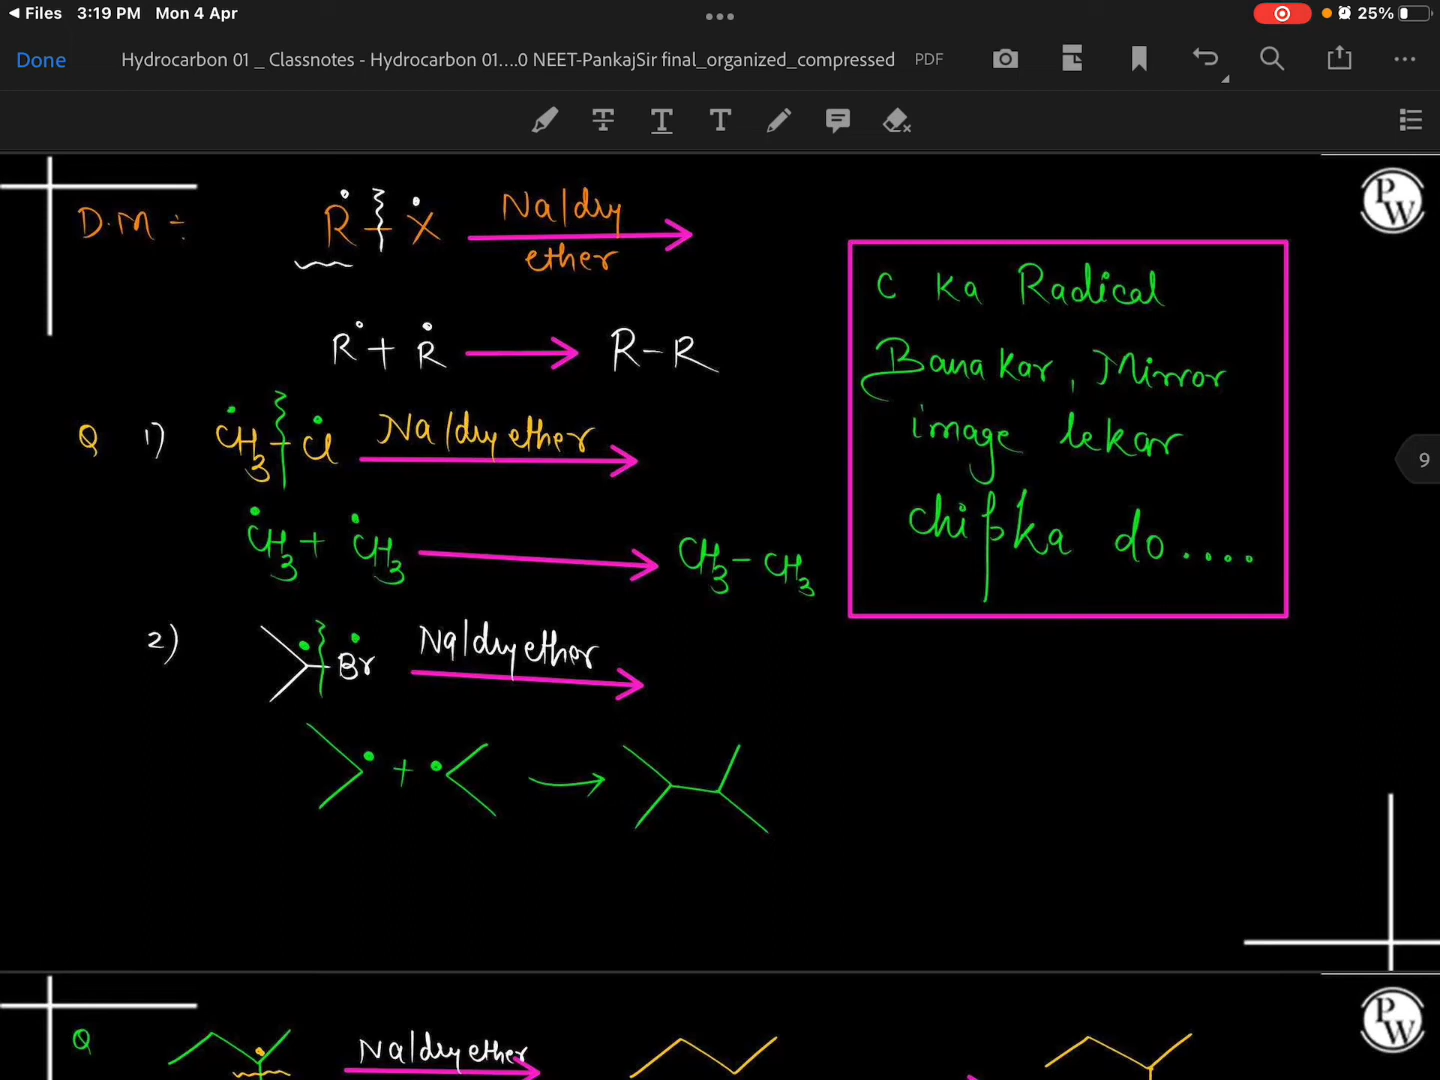 Files 3:19 PM Mon 4 Apr
25%
Done
Hydrocarbon 01 _ Classnotes - Hydrocarbon 01....0 NEET-PankajSir final_organized_compressed PDF
D.M ÷ R - X Na/dry ether
R + R R-R
Q 1) CH3 - Cl Na/dry ether
CH3 + CH3 CH3 - CH3
2) Br Na/dry ether
+
C Ka Radical
Bana kar, Mirror
image lekar
chipka do ....
PW
9
Q Na/dry ether
PW